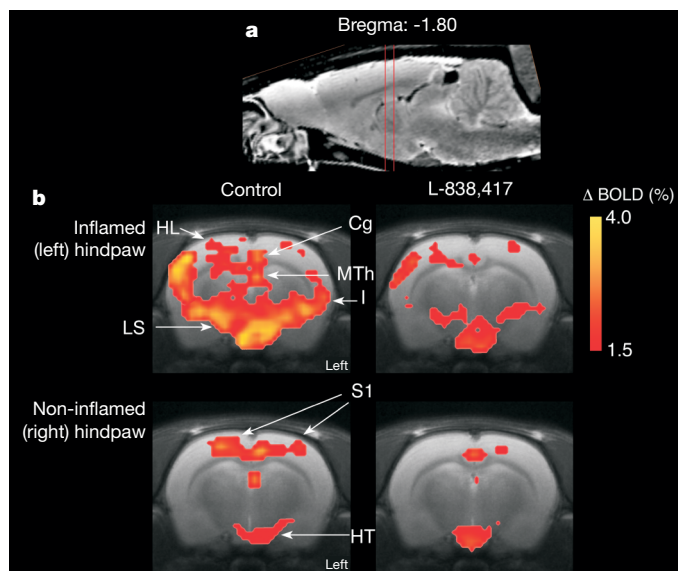 a
Bregma: -1.80
b
Control
L-838,417
Δ BOLD (%)
Inflamed
(left) hindpaw
HL
Cg
MTh
I
LS
Left
4.0
1.5
Non-inflamed
(right) hindpaw
S1
HT
Left